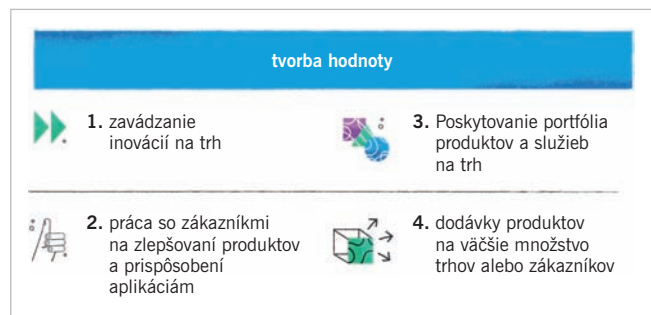 tvorba hodnoty
1. zavádzanie
inovácií na trh
2. práca so zákazníkmi
na zlepšovaní produktov
a prispôsobení
aplikáciám
3. Poskytovanie portfólia
produktov a služieb
na trh
4. dodávky produktov
na väčšie množstvo
trhov alebo zákazníkov